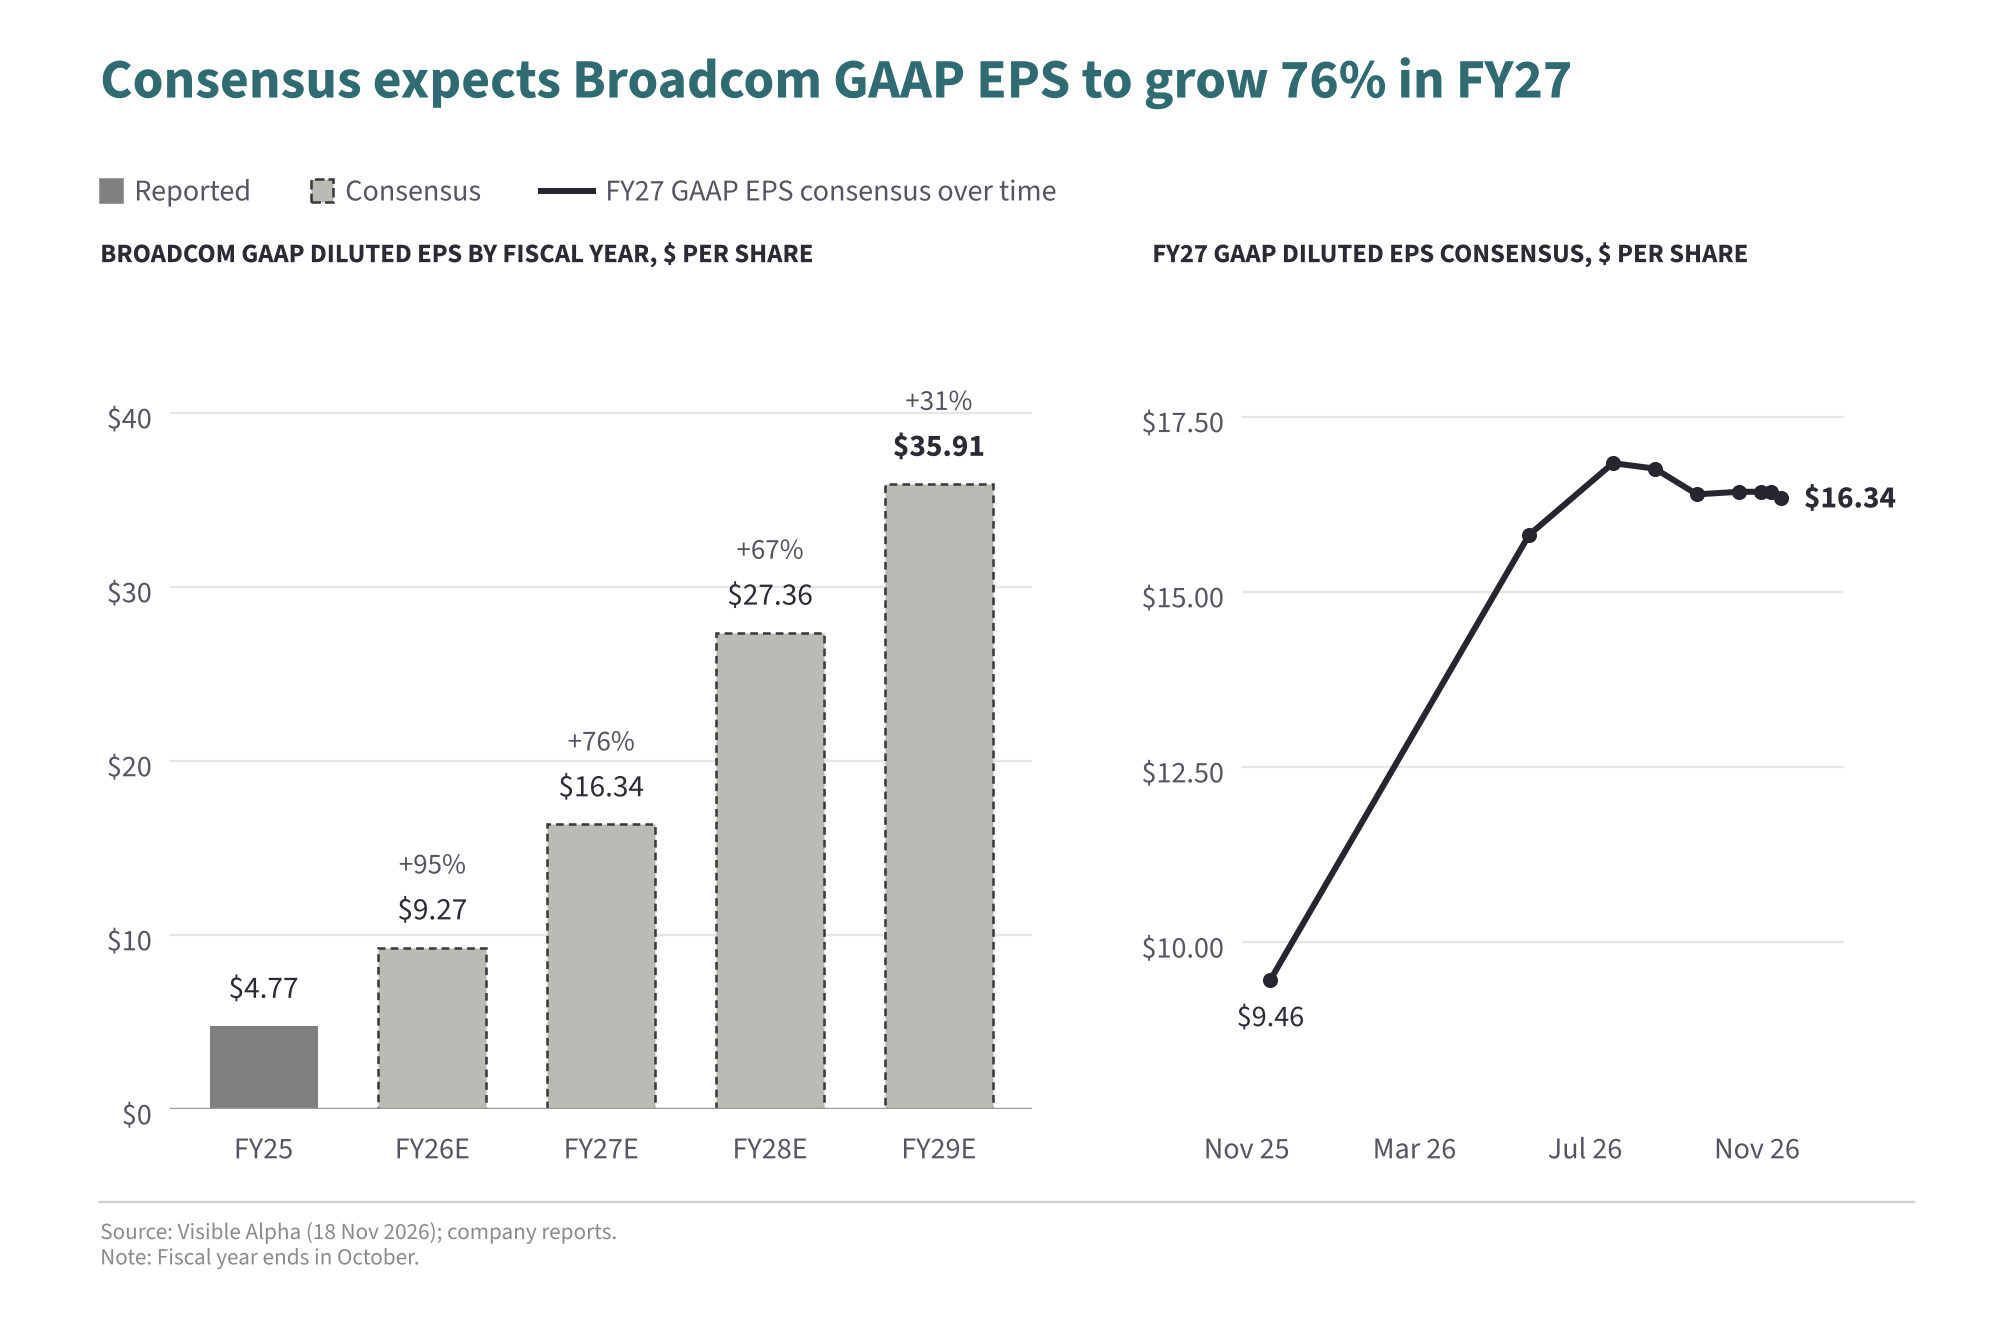 Consensus expects Broadcom GAAP EPS to grow 76% in FY27
Reported
Consensus
FY27 GAAP EPS consensus over time
BROADCOM GAAP DILUTED EPS BY FISCAL YEAR, $ PER SHARE
$40
$30
$20
$10
$0
$4.77
+95%
$9.27
+76%
$16.34
+67%
$27.36
+31%
$35.91
FY25
FY26E
FY27E
FY28E
FY29E
FY27 GAAP DILUTED EPS CONSENSUS, $ PER SHARE
$17.50
$15.00
$12.50
$10.00
$9.46
$16.34
Nov 25
Mar 26
Jul 26
Nov 26
Source: Visible Alpha (18 Nov 2026); company reports.
Note: Fiscal year ends in October.